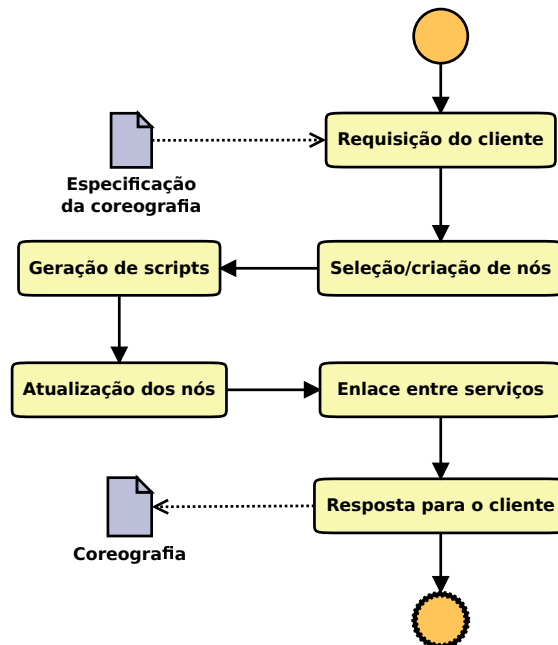 Requisição do cliente
Especificação
da coreografia
Seleção/criação de nós
Geração de scripts
Atualização dos nós
Enlace entre serviços
Resposta para o cliente
Coreografia